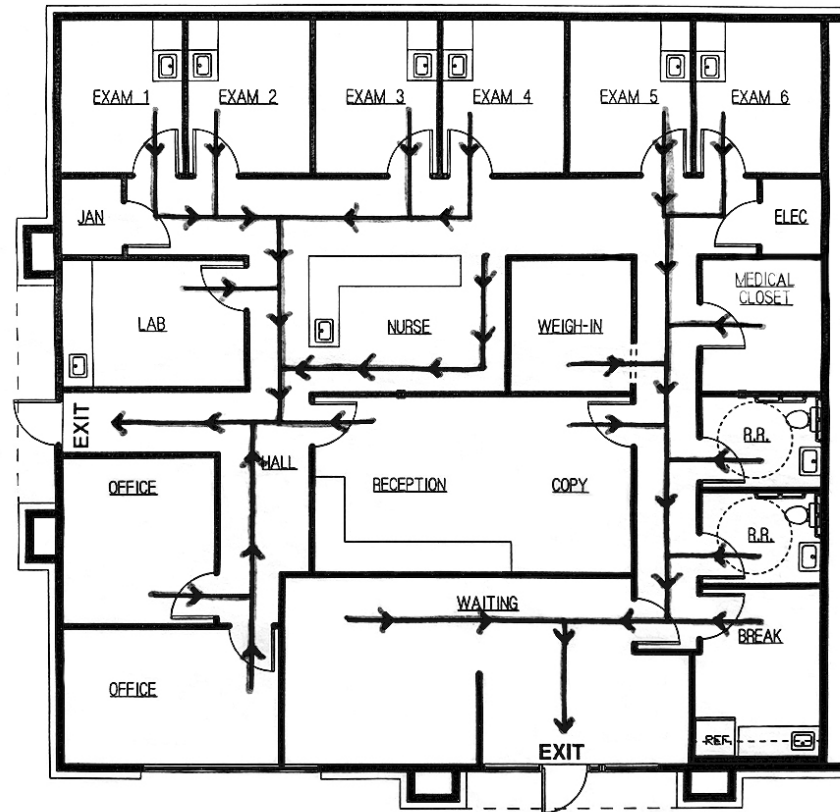 EXAM 1
EXAM 2
EXAM 3
EXAM 4
EXAM 5
EXAM 6
JAN
ELEC
LAB
NURSE
WEIGH-IN
MEDICAL
CLOSET
EXIT
HALL
RECEPTION
COPY
R.R.
OFFICE
R.R.
WAITING
BREAK
OFFICE
EXIT
REF.